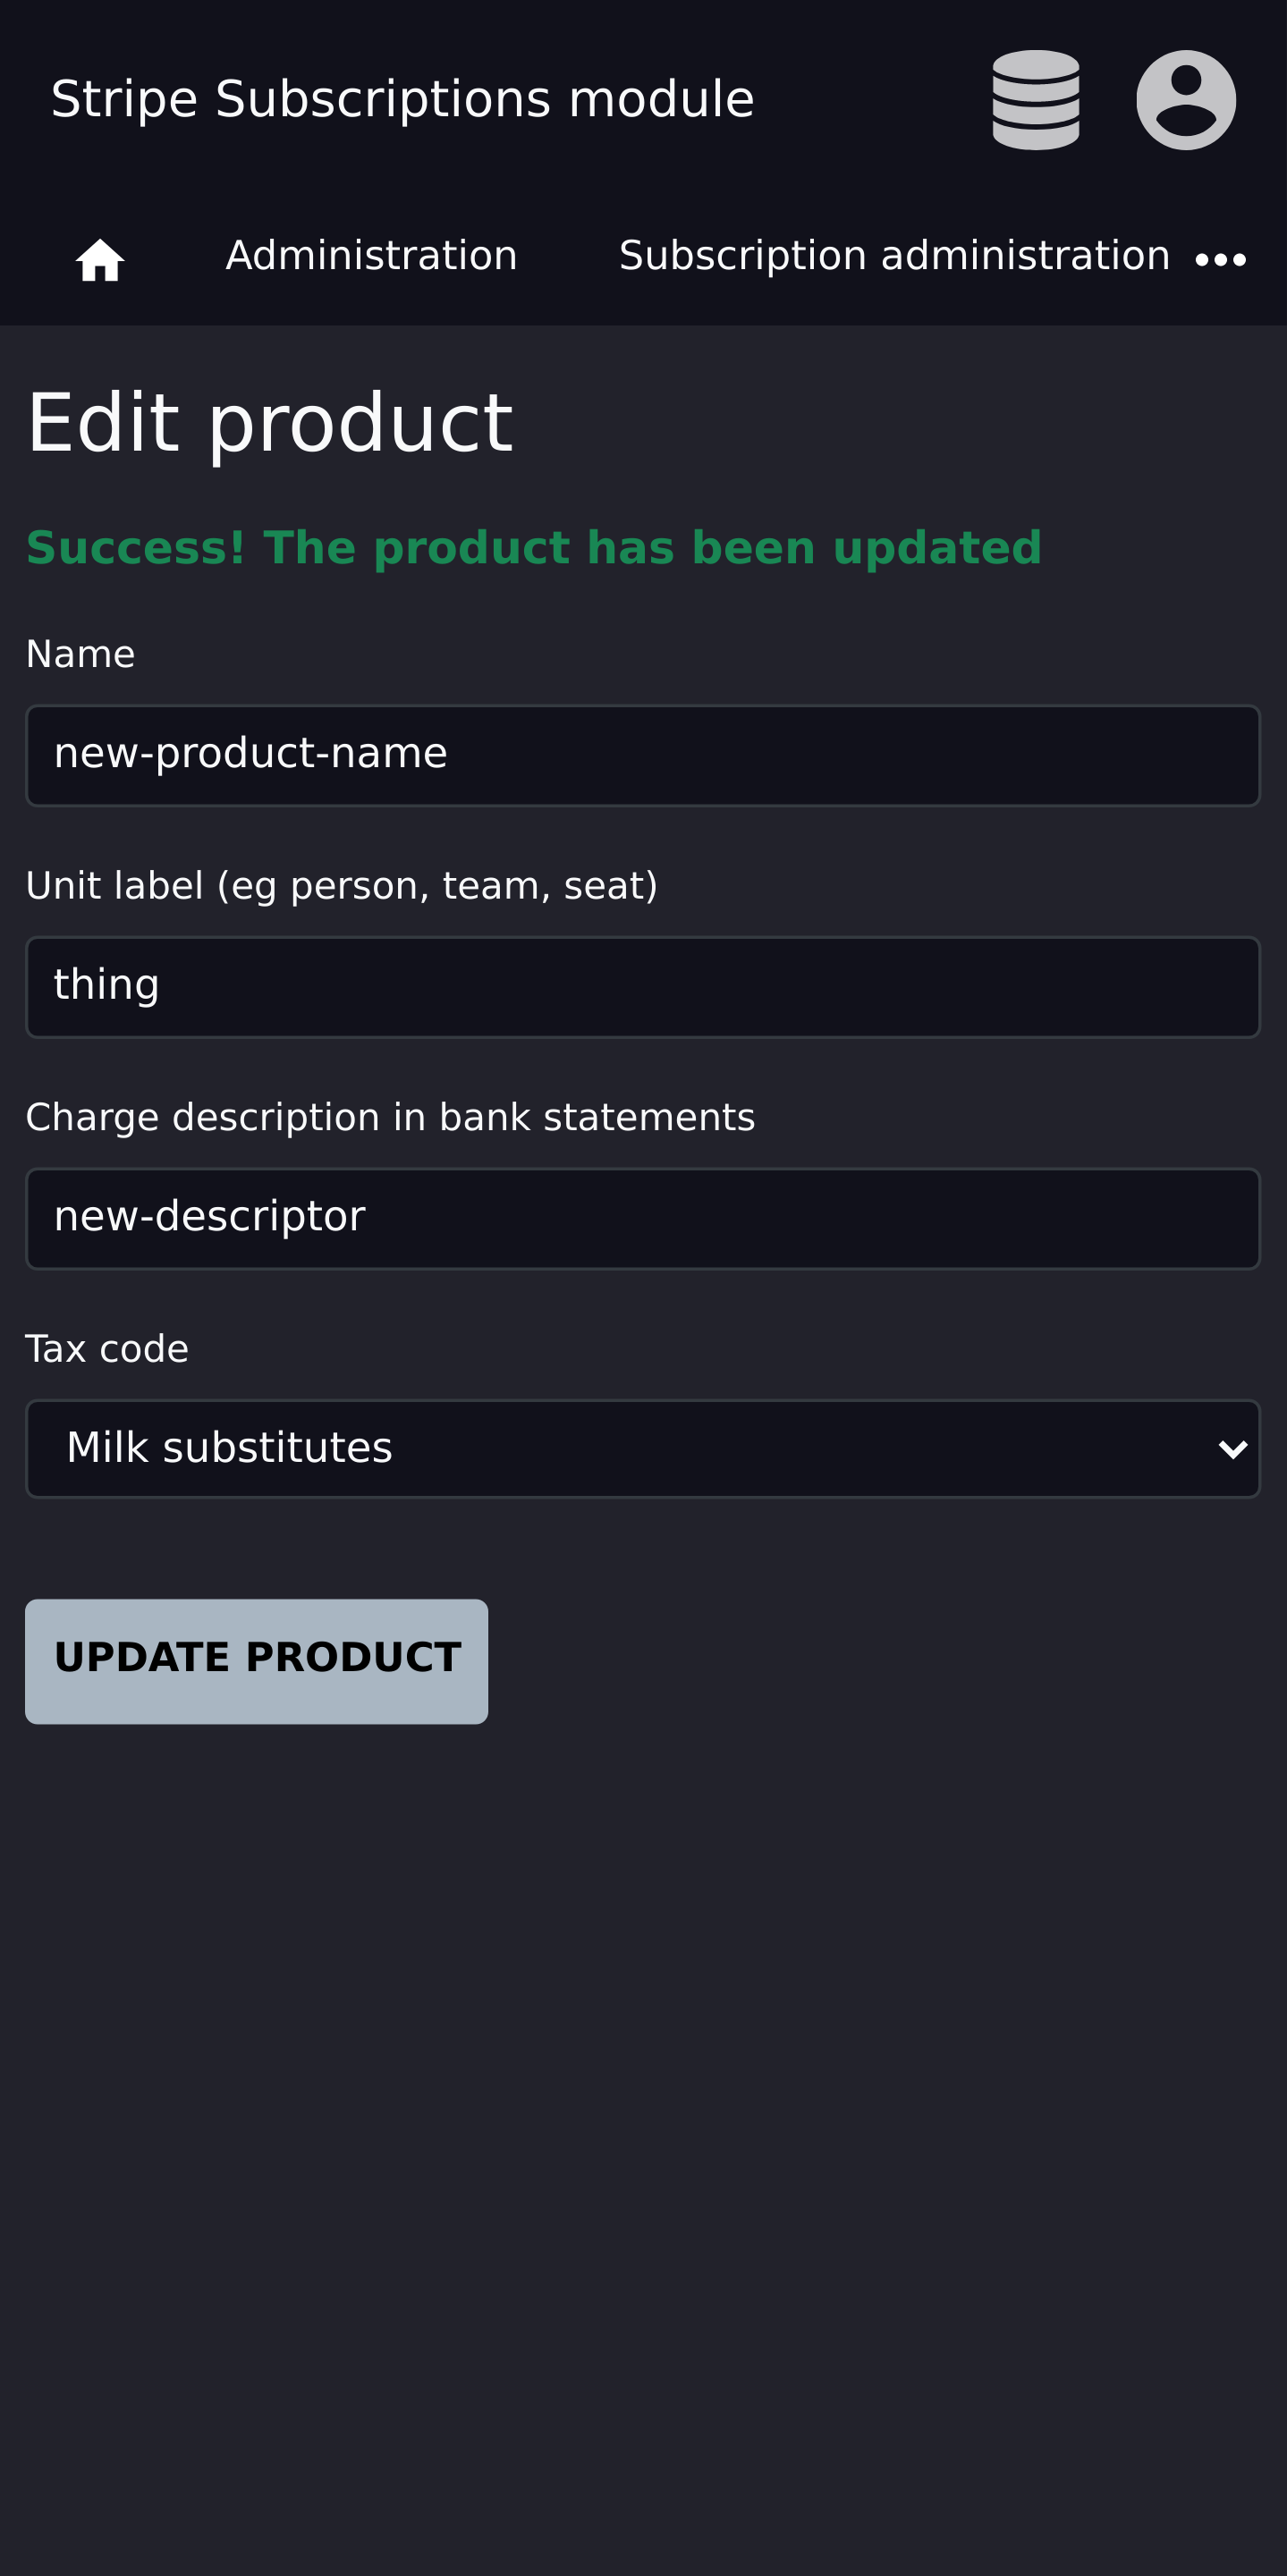 Stripe Subscriptions module
Administration Subscription administration
Edit product
Success! The product has been updated
Name
new-product-name
Unit label (eg person, team, seat)
thing
Charge description in bank statements
new-descriptor
Tax code
Milk substitutes
UPDATE PRODUCT